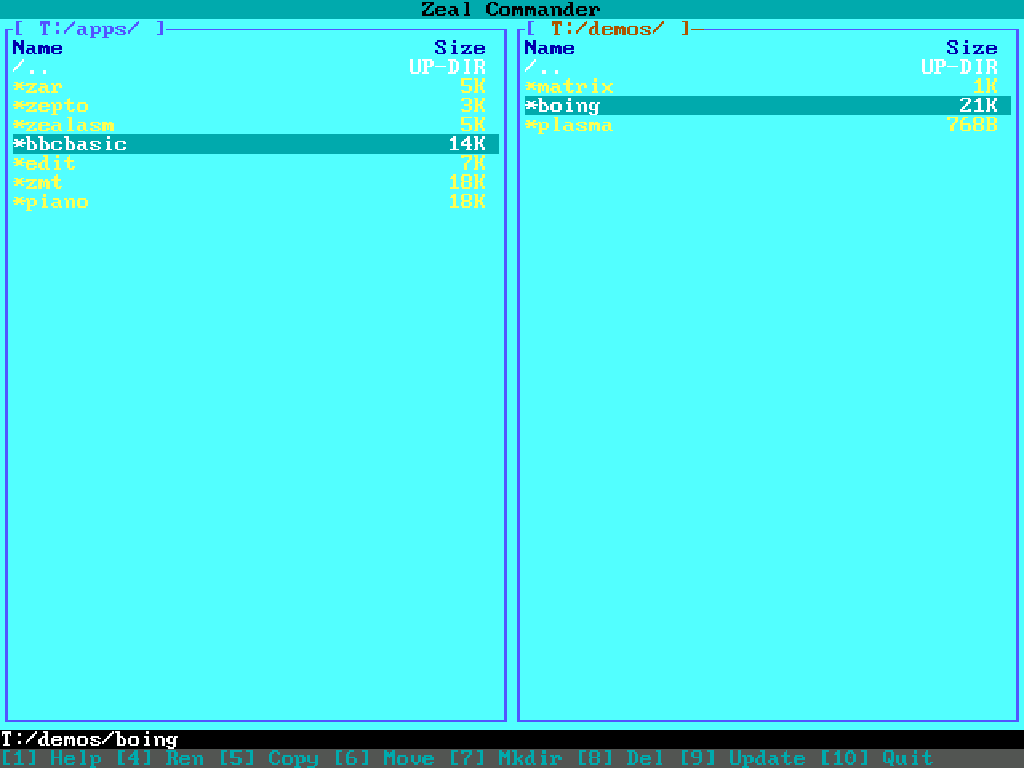 Zeal Commander
[ T:/apps/ ]
Name Size
/.. UP-DIR
*zar 5K
*zepto 3K
*zealasm 5K
*bbcbasic 14K
*edit 7K
*zmt 10K
*piano 18K
[ T:/demos/ ]
Name Size
/.. UP-DIR
*matrix 1K
*boing 21K
*plasma 768B
T:/demos/boing
[1] Help [4] Ren [5] Copy [6] Move [7] Mkdir [8] Del [9] Update [10] Quit